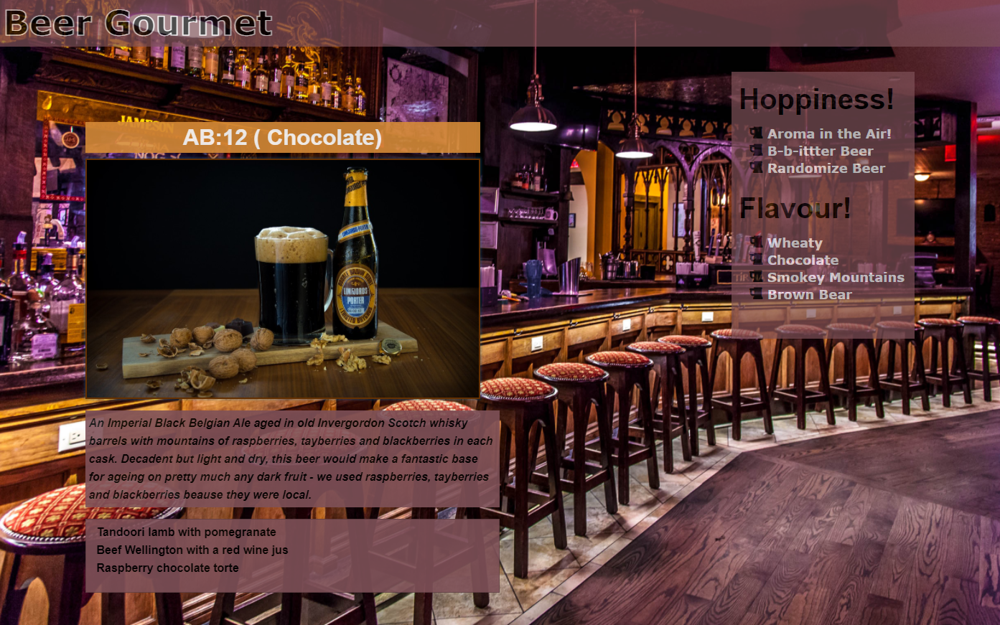 Beer Gourmet
JAMESON
AB:12 ( Chocolate)
LIMFJORDS
PORTER
An Imperial Black Belgian Ale aged in old Invergordon Scotch whisky
barrels with mountains of raspberries, tayberries and blackberries in each
cask. Decadent but light and dry, this beer would make a fantastic base
for ageing on pretty much any dark fruit - we used raspberries, tayberries
and blackberries beause they were local.
Tandoori lamb with pomegranate
Beef Wellington with a red wine jus
Raspberry chocolate torte
Hoppiness!
Aroma in the Air!
B-b-ittter Beer
Randomize Beer
Flavour!
Wheaty
Chocolate
Smokey Mountains
Brown Bear